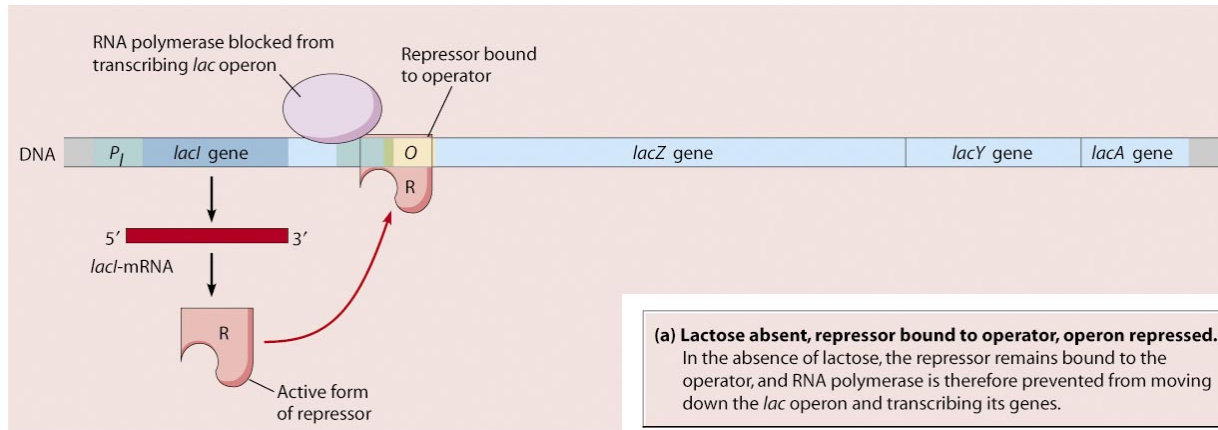 RNA polymerase blocked from
transcribing lac operon
Repressor bound
to operator
DNA
PI
lacI gene
O
lacZ gene
lacY gene
lacA gene
R
5′
3′
lacI-mRNA
R
Active form
of repressor
(a) Lactose absent, repressor bound to operator, operon repressed.
In the absence of lactose, the repressor remains bound to the
operator, and RNA polymerase is therefore prevented from moving
down the lac operon and transcribing its genes.